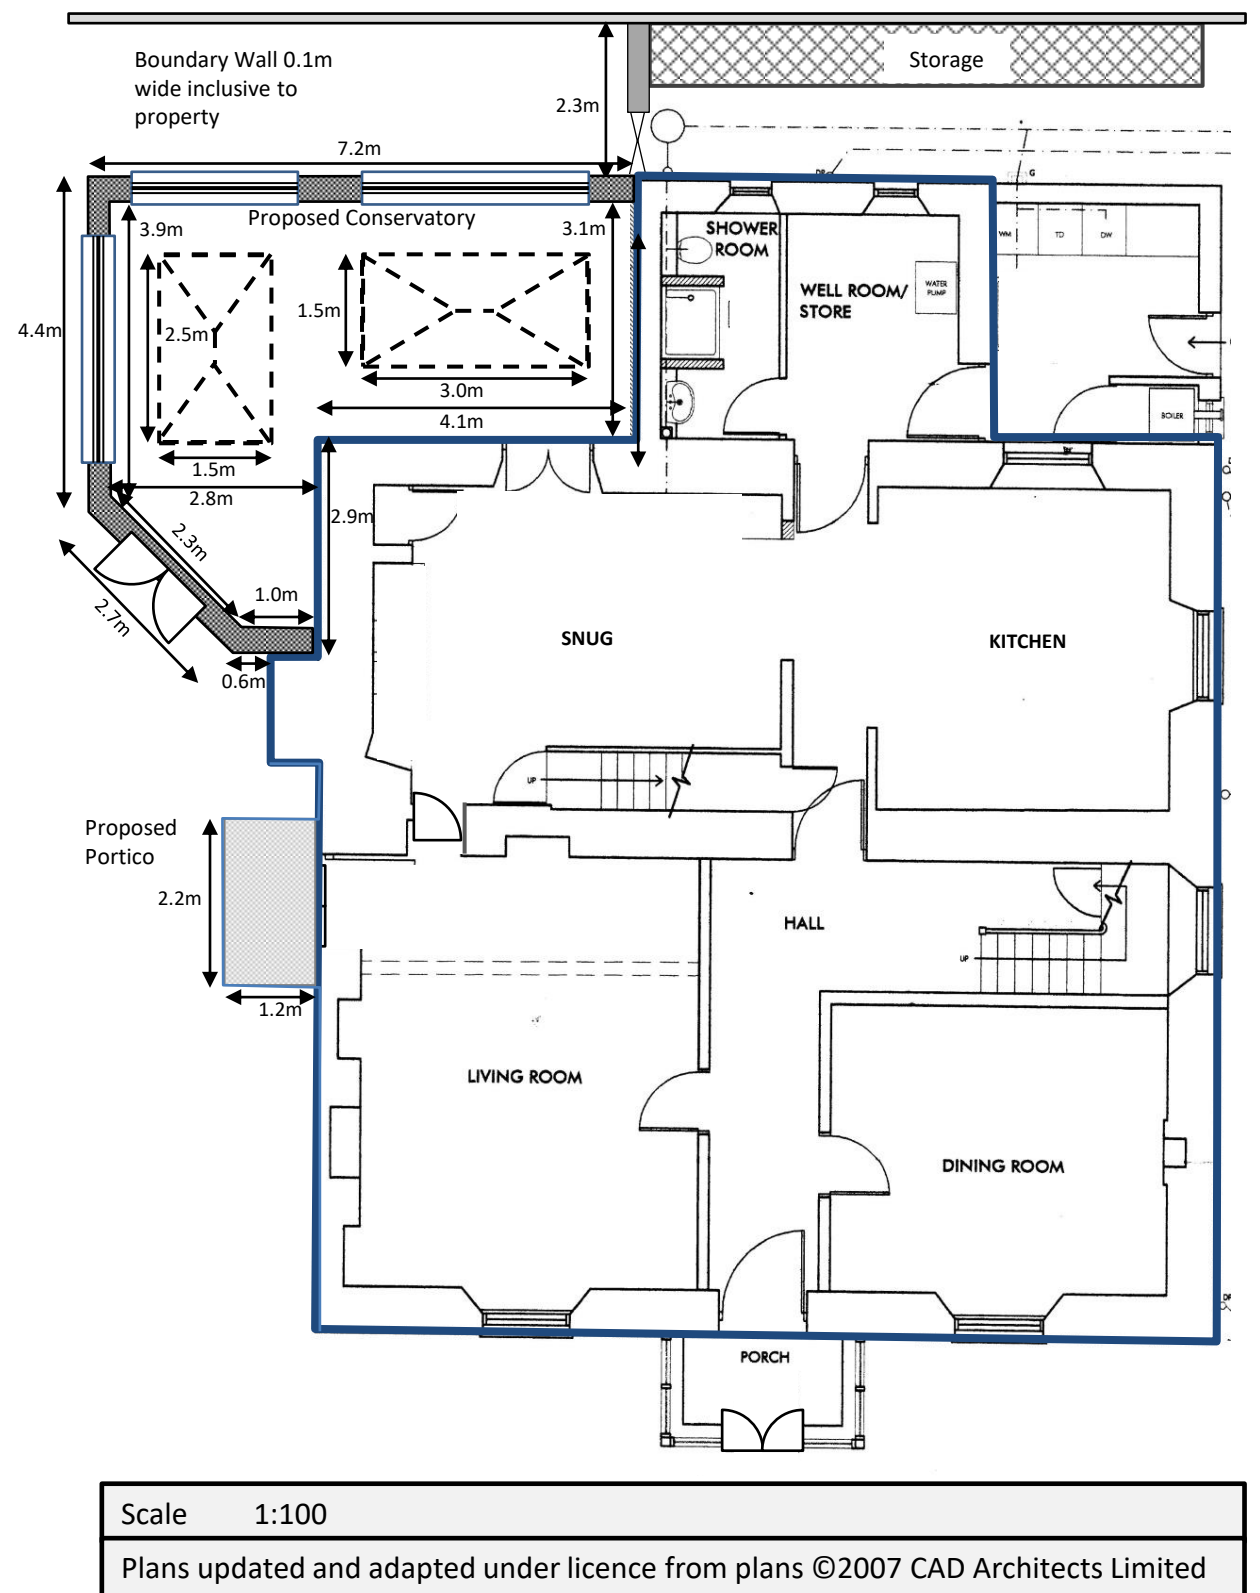 Boundary Wall 0.1m
wide inclusive to
property
Storage
2.3m
7.2m
DP
G
Proposed Conservatory
3.9m
3.1m
SHOWER
ROOM
WM
TD
DW
WELL ROOM/
STORE
WATER
PUMP
4.4m
2.5m
1.5m
3.0m
4.1m
BOILER
1.5m
2.8m
2.9m
2.3m
1.0m
2.7m
SNUG
KITCHEN
0.6m
UP
Proposed
Portico
2.2m
HALL
UP
1.2m
LIVING ROOM
DINING ROOM
PORCH
Scale 1:100
Plans updated and adapted under licence from plans ©2007 CAD Architects Limited